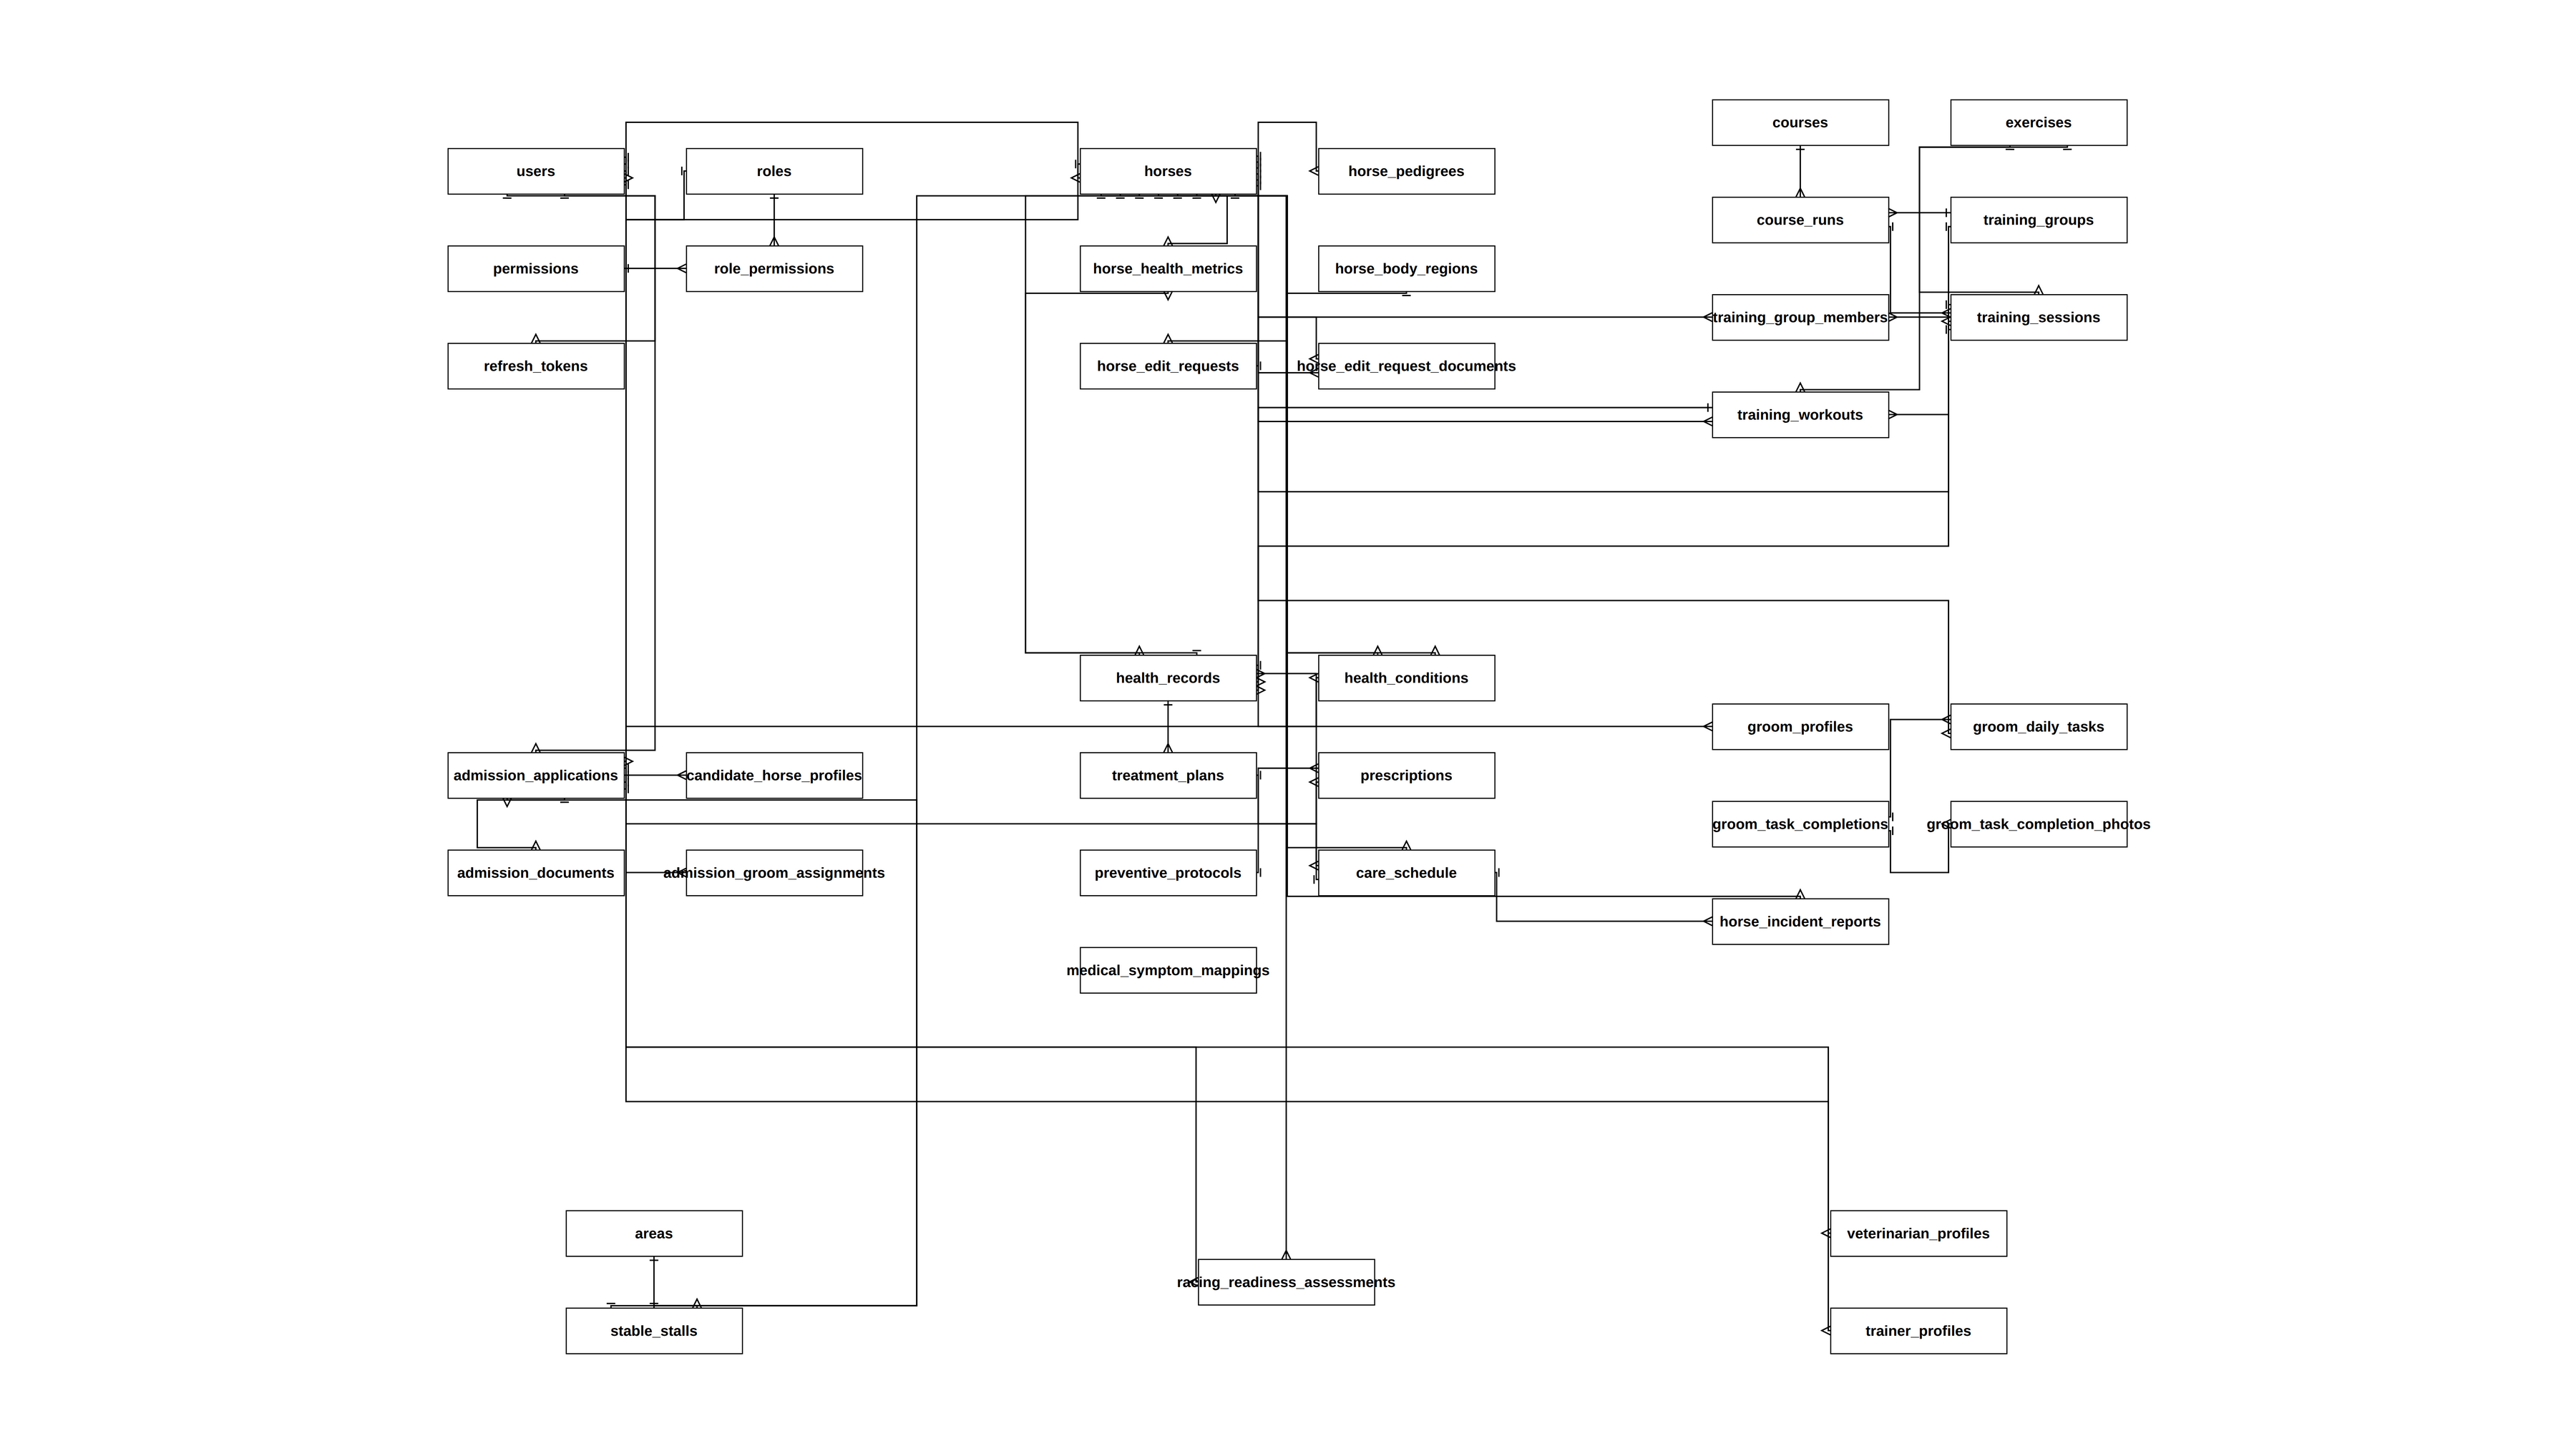 courses
exercises
users
roles
horses
horse_pedigrees
course_runs
training_groups
permissions
role_permissions
horse_health_metrics
horse_body_regions
training_group_members
training_sessions
refresh_tokens
horse_edit_requests
horse_edit_request_documents
training_workouts
health_records
health_conditions
groom_profiles
groom_daily_tasks
admission_applications
candidate_horse_profiles
treatment_plans
prescriptions
groom_task_completions
groom_task_completion_photos
admission_documents
admission_groom_assignments
preventive_protocols
care_schedule
horse_incident_reports
medical_symptom_mappings
areas
veterinarian_profiles
racing_readiness_assessments
stable_stalls
trainer_profiles